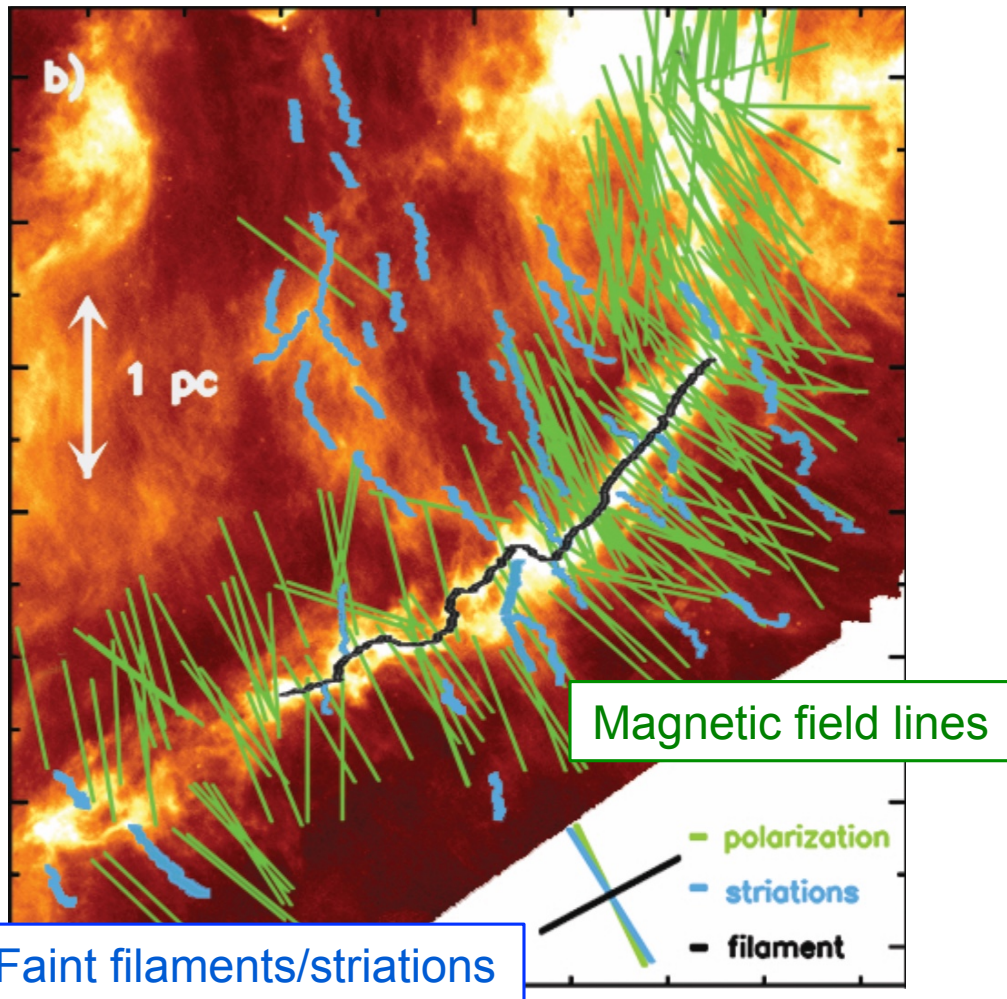 b)
1 pc
Magnetic field lines
polarization
striations
filament
Faint filaments/striations